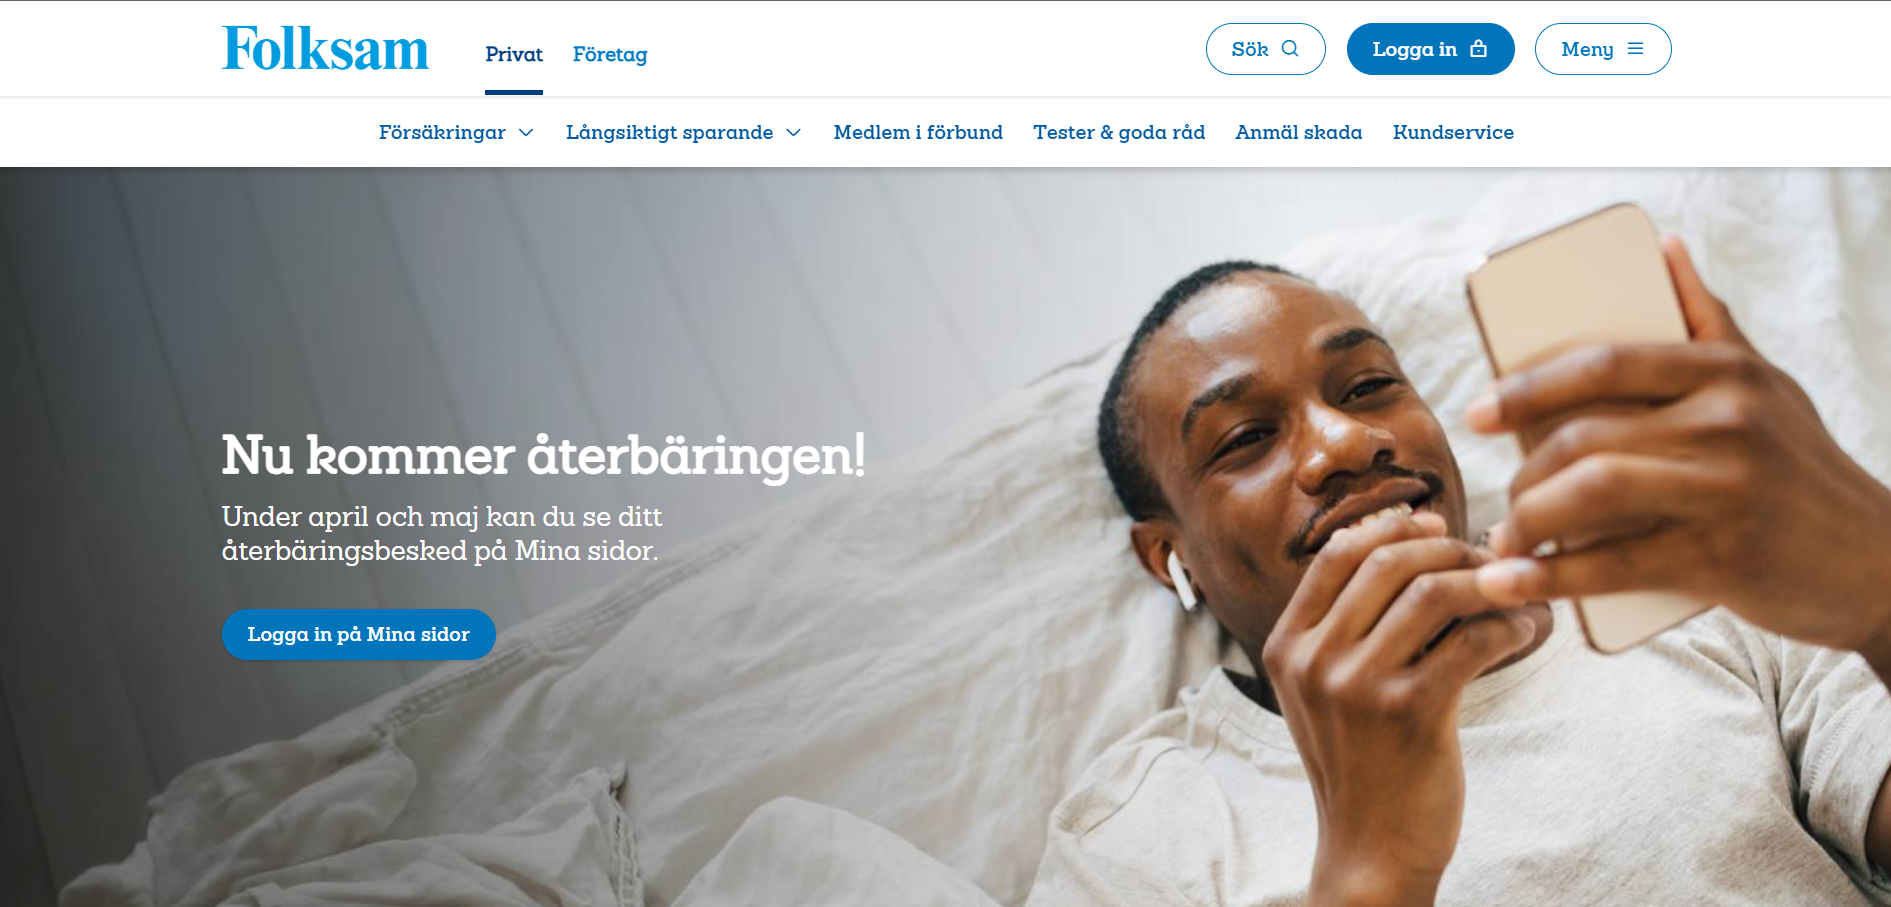 Folksam
Privat
Företag
Sök
Logga in
Meny
Försäkringar
Långsiktigt sparande
Medlem i förbund
Tester & goda råd
Anmäl skada
Kundservice
Nu kommer återbäringen!
Under april och maj kan du se ditt
återbäringsbesked på Mina sidor.
Logga in på Mina sidor